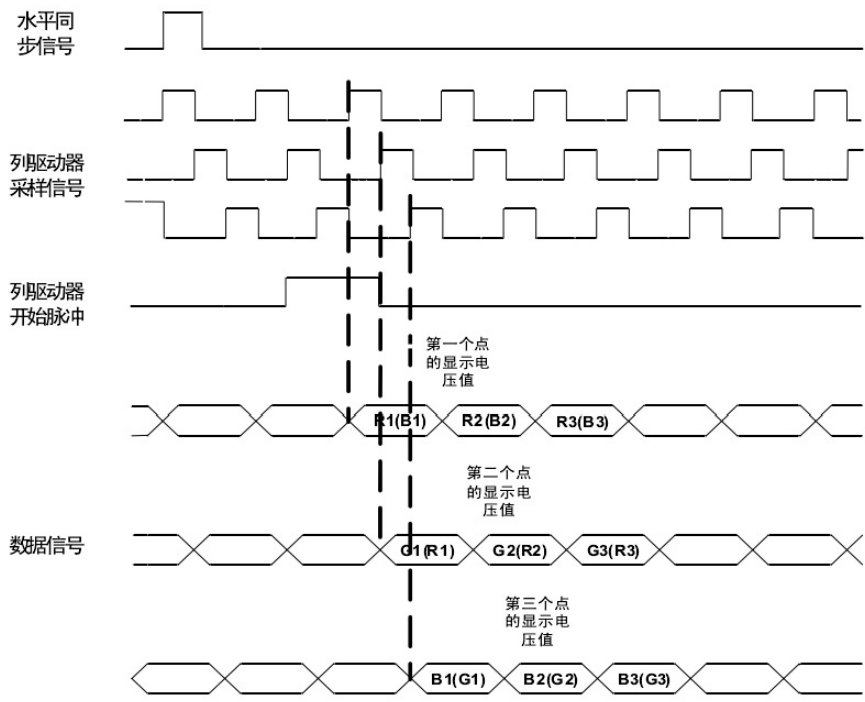 水平同
步信号
列驱动器
采样信号
列驱动器
开始脉冲
第一个点
的显示电
压值
R1(B1) R2(B2) R3(B3)
第二个点
的显示电
压值
数据信号
G1(R1) G2(R2) G3(R3)
第三个点
的显示电
压值
B1(G1) B2(G2) B3(G3)